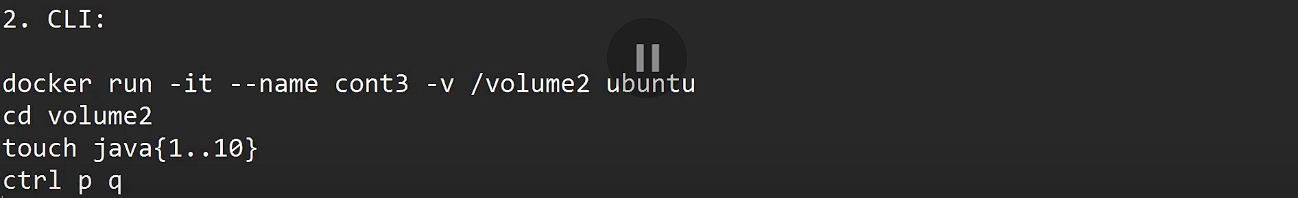 2. CLI:
docker run -it --name cont3 -v /volume2 ubuntu
cd volume2
touch java{1..10}
ctrl p q